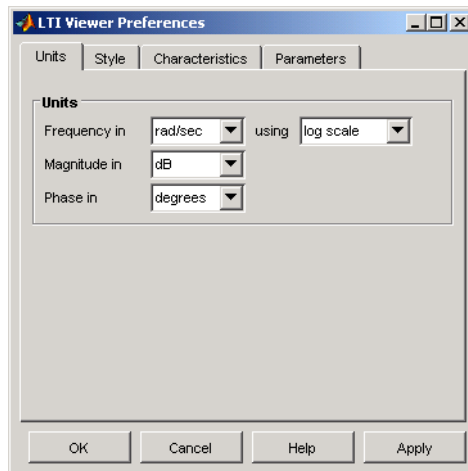 LTI Viewer Preferences
Units Style Characteristics Parameters
Units
Frequency in rad/sec using log scale
Magnitude in dB
Phase in degrees
OK Cancel Help Apply